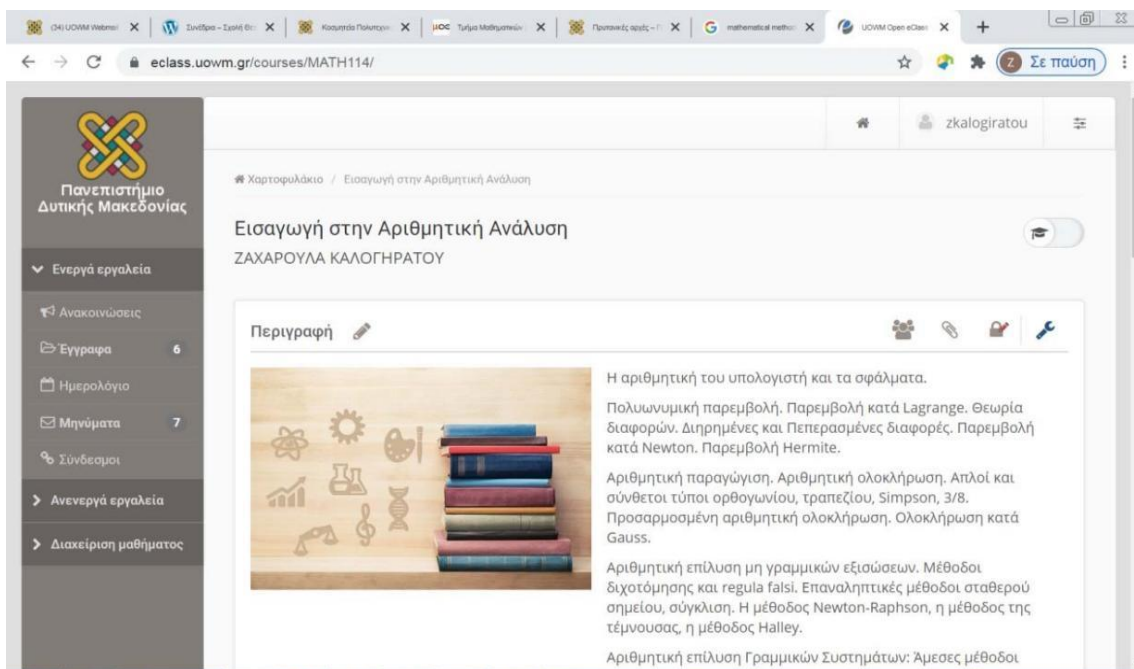 (34) UOWM Webmail
Συνέδρια – Σχολή Θε
Κοσμητεία Πολυτεχν
UOC Τμήμα Μαθηματικών
Πρυτανικές αρχές – Π
mathematical method
UOWM Open eClass
eclass.uowm.gr/courses/MATH114/
Z Σε παύση
zkalogiratou
Πανεπιστήμιο
Δυτικής Μακεδονίας
Χαρτοφυλάκιο / Εισαγωγή στην Αριθμητική Ανάλυση
Εισαγωγή στην Αριθμητική Ανάλυση
ΖΑΧΑΡΟΥΛΑ ΚΑΛΟΓΗΡΑΤΟΥ
Ενεργά εργαλεία
Ανακοινώσεις
Έγγραφα 6
Ημερολόγιο
Μηνύματα 7
Σύνδεσμοι
Ανενεργά εργαλεία
Διαχείριση μαθήματος
Περιγραφή
Η αριθμητική του υπολογιστή και τα σφάλματα.
Πολυωνυμική παρεμβολή. Παρεμβολή κατά Lagrange. Θεωρία
διαφορών. Διηρημένες και Πεπερασμένες διαφορές. Παρεμβολή
κατά Newton. Παρεμβολή Hermite.
Αριθμητική παραγώγιση. Αριθμητική ολοκλήρωση. Απλοί και
σύνθετοι τύποι ορθογωνίου, τραπεζίου, Simpson, 3/8.
Προσαρμοσμένη αριθμητική ολοκλήρωση. Ολοκλήρωση κατά
Gauss.
Αριθμητική επίλυση μη γραμμικών εξισώσεων. Μέθοδοι
διχοτόμησης και regula falsi. Επαναληπτικές μέθοδοι σταθερού
σημείου, σύγκλιση. Η μέθοδος Newton-Raphson, η μέθοδος της
τέμνουσας, η μέθοδος Halley.
Αριθμητική επίλυση Γραμμικών Συστημάτων: Άμεσες μέθοδοι